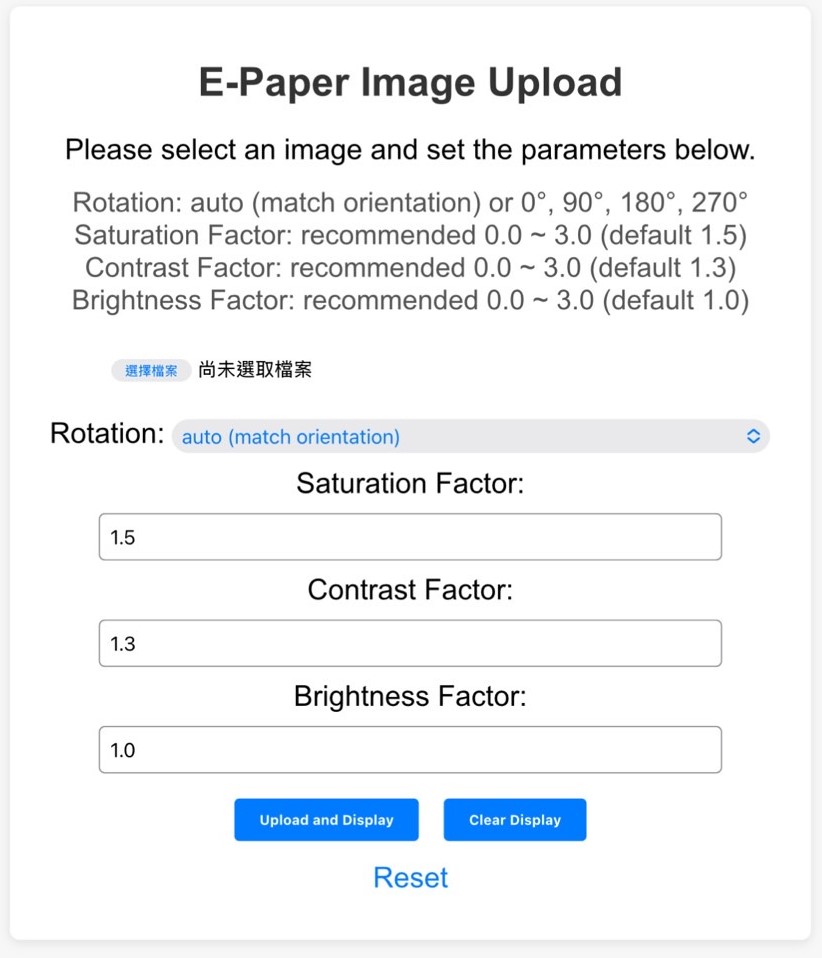 E-Paper Image Upload
Please select an image and set the parameters below.
Rotation: auto (match orientation) or 0°, 90°, 180°, 270°
Saturation Factor: recommended 0.0 ~ 3.0 (default 1.5)
Contrast Factor: recommended 0.0 ~ 3.0 (default 1.3)
Brightness Factor: recommended 0.0 ~ 3.0 (default 1.0)
選擇檔案 尚未選取檔案
Rotation: auto (match orientation)
Saturation Factor:
1.5
Contrast Factor:
1.3
Brightness Factor:
1.0
Upload and Display Clear Display
Reset